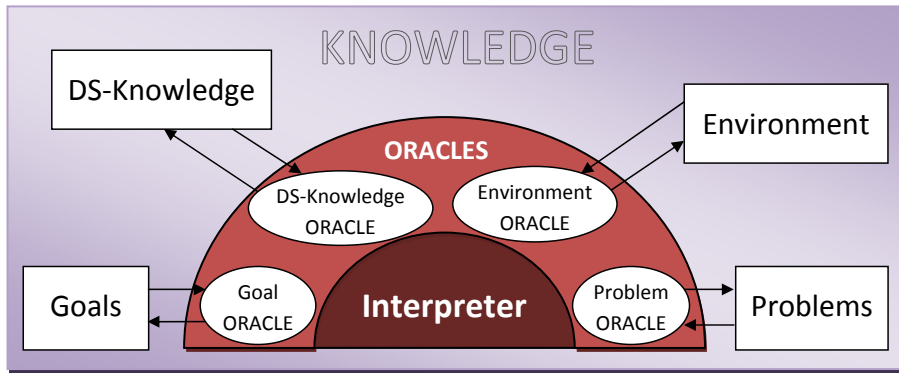 KNOWLEDGE
DS-Knowledge
Environment
ORACLES
DS-Knowledge
ORACLE
Environment
ORACLE
Goals
Goal
ORACLE
Interpreter
Problem
ORACLE
Problems